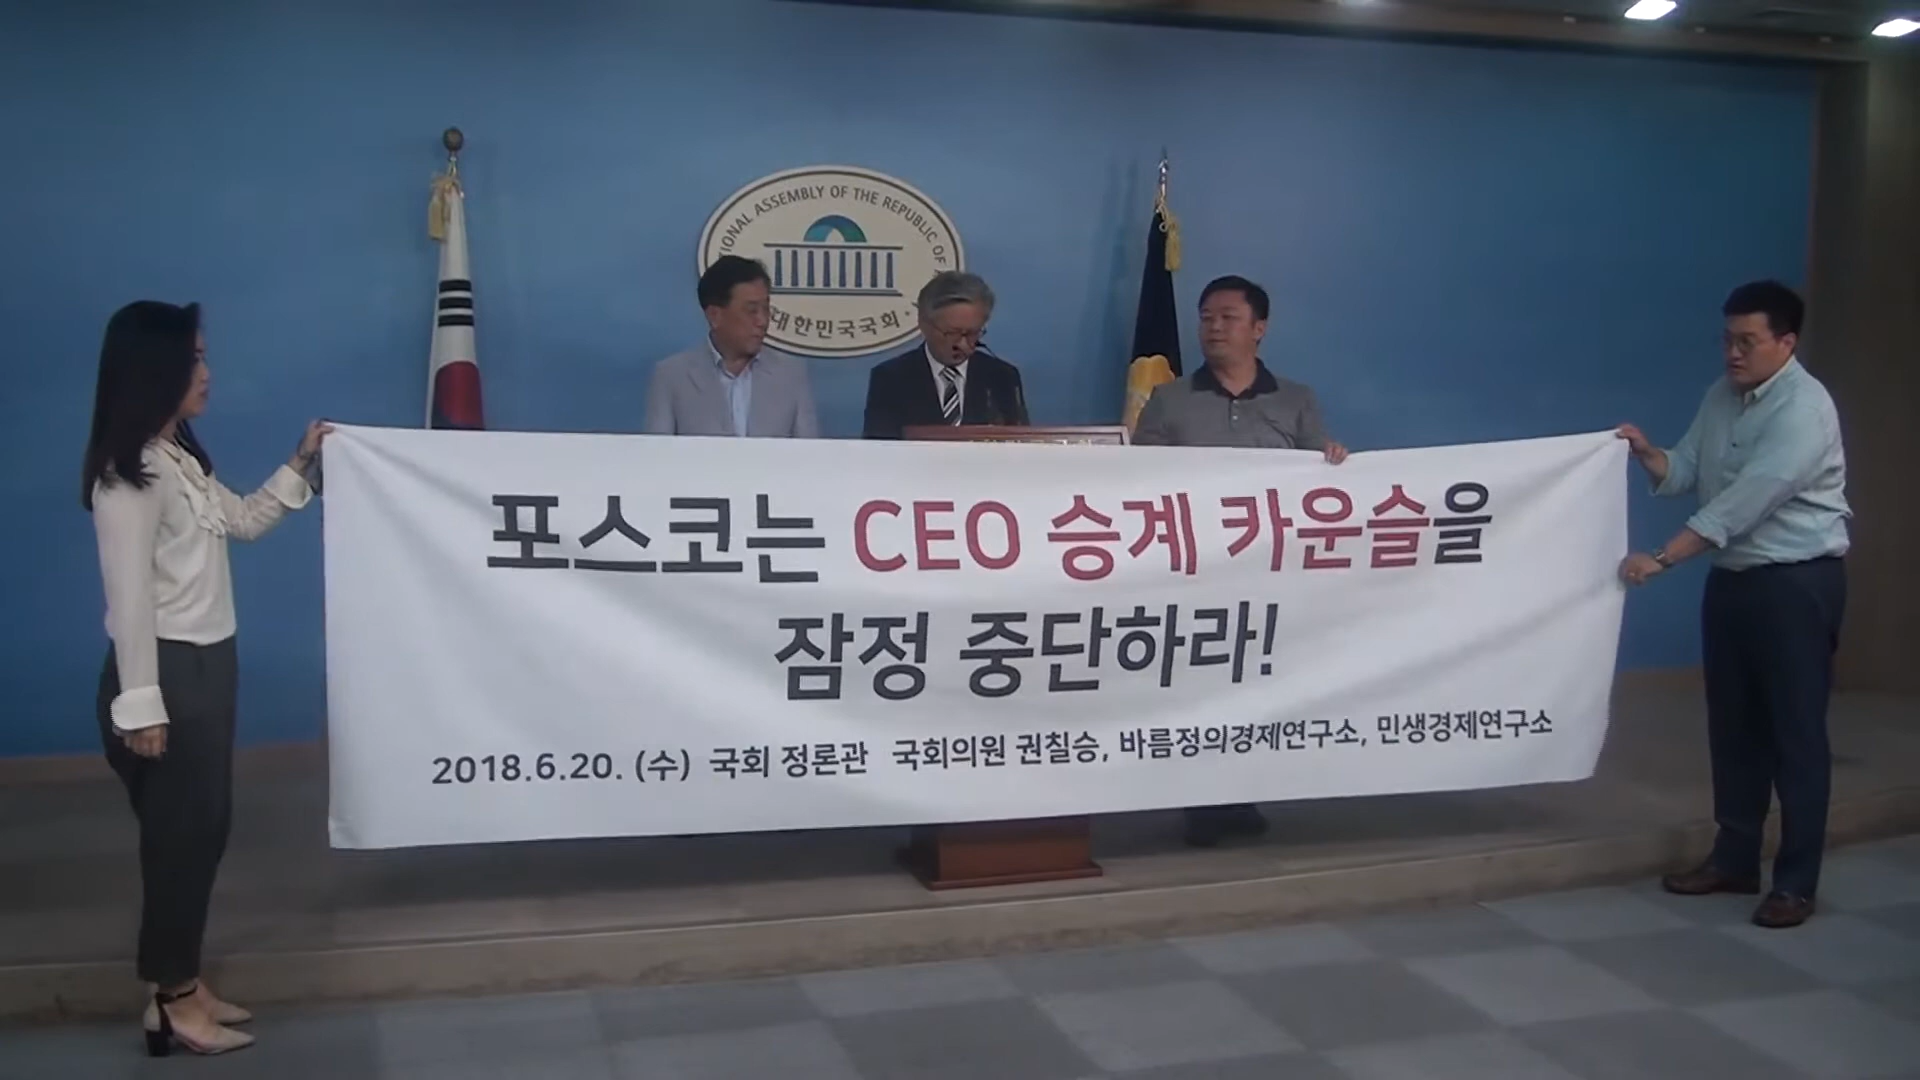 NATIONAL ASSEMBLY OF THE REPUBLIC OF
대한민국국회
포스코는 CEO 승계 카운슬을
잠정 중단하라!
2018.6.20. (수) 국회 정론관 국회의원 권칠승, 바름정의경제연구소, 민생경제연구소